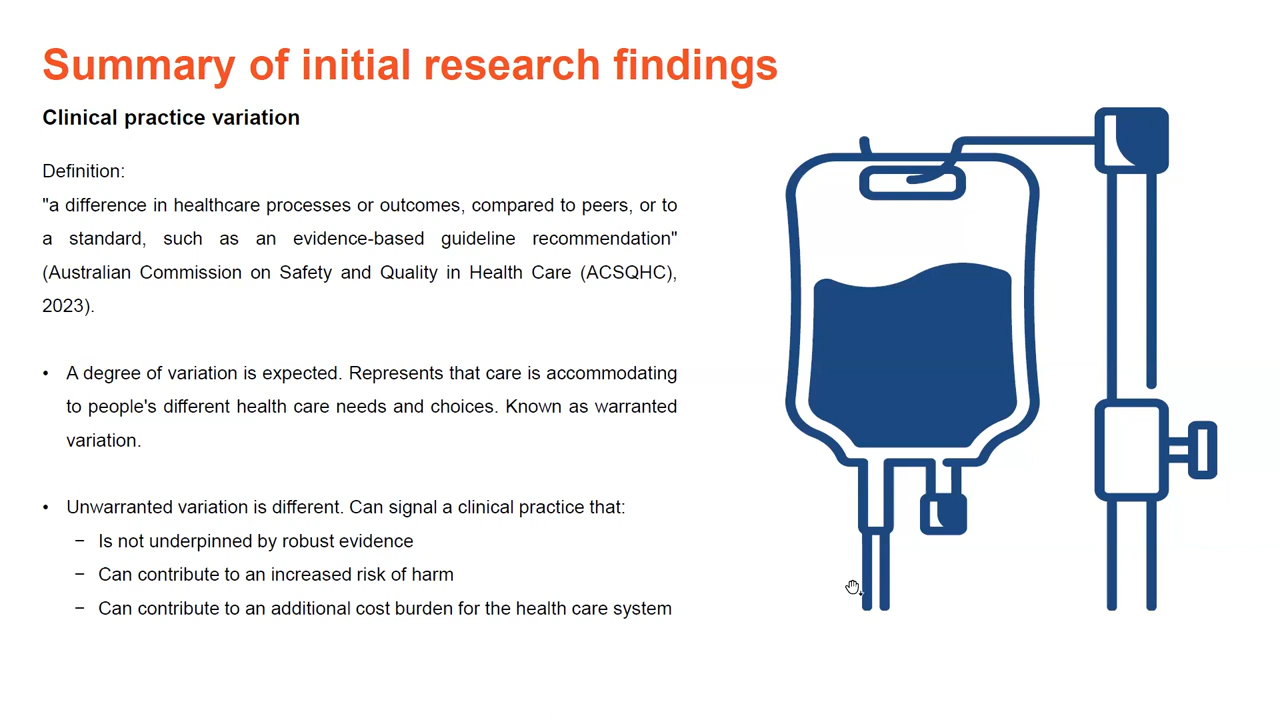 Summary of initial research findings
Clinical practice variation
Definition:
"a difference in healthcare processes or outcomes, compared to peers, or to
a standard, such as an evidence-based guideline recommendation"
(Australian Commission on Safety and Quality in Health Care (ACSQHC),
2023).
• A degree of variation is expected. Represents that care is accommodating
to people's different health care needs and choices. Known as warranted
variation.
• Unwarranted variation is different. Can signal a clinical practice that:
− Is not underpinned by robust evidence
− Can contribute to an increased risk of harm
− Can contribute to an additional cost burden for the health care system